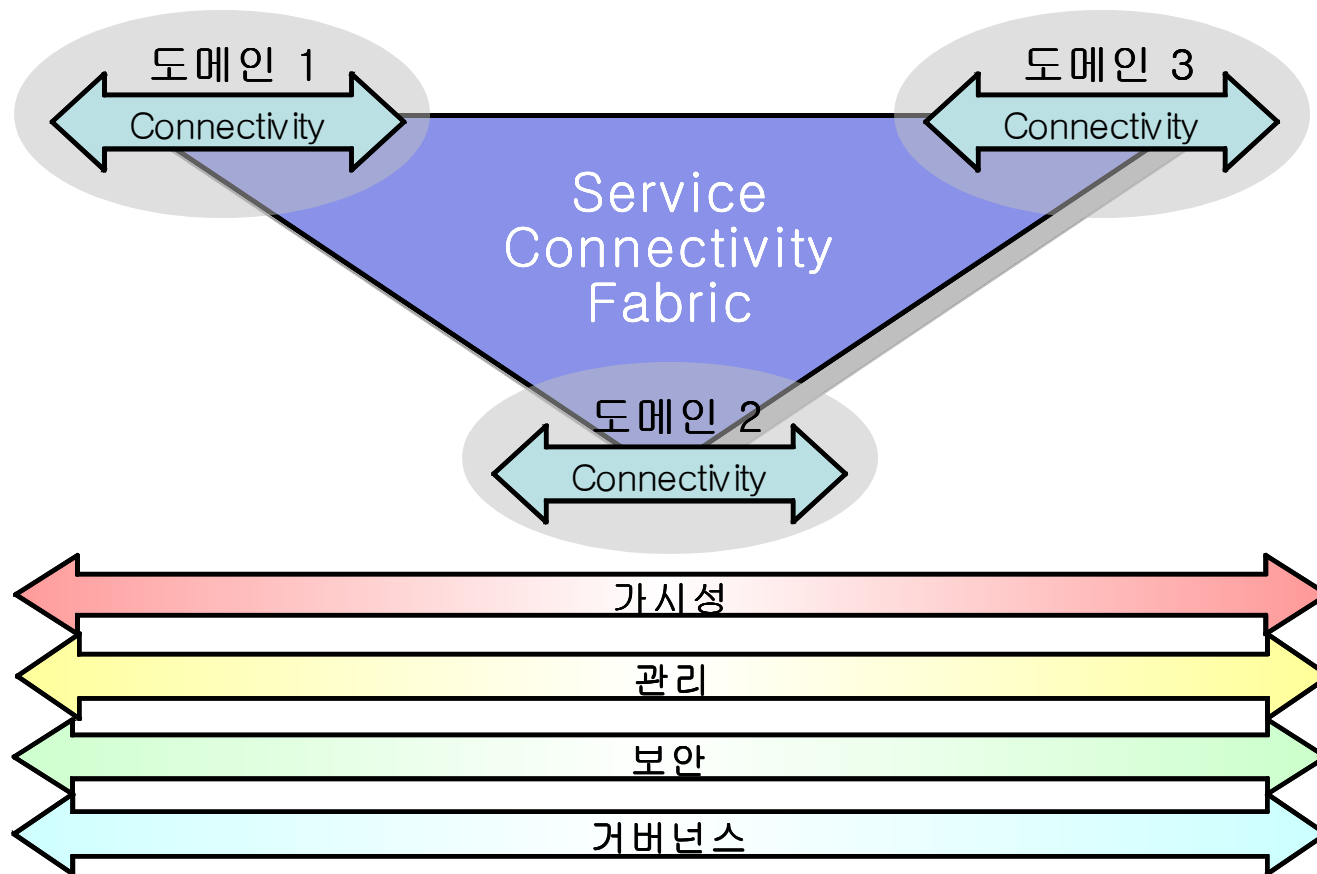 도메인 1
Connectivity
도메인 3
Connectivity
Service
Connectivity
Fabric
도메인 2
Connectivity
가시성
관리
보안
거버넌스